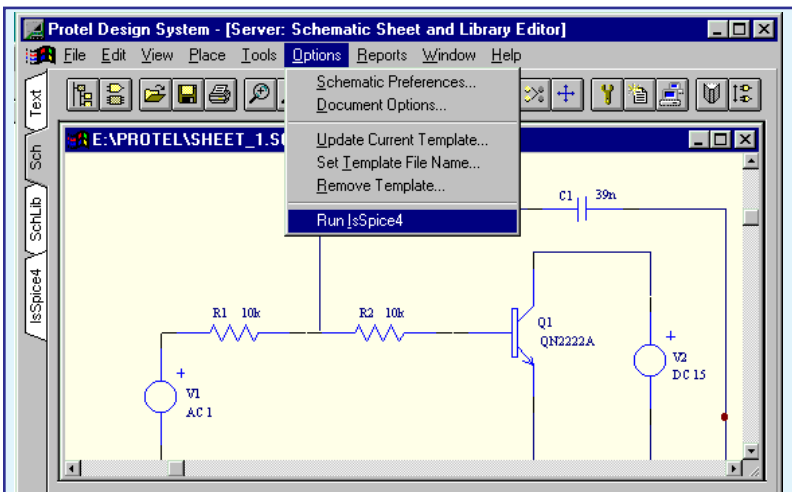 Protel Design System - [Server: Schematic Sheet and Library Editor]
File Edit View Place Tools Options Reports Window Help
Schematic Preferences...
Document Options...
Update Current Template...
Set Template File Name...
Remove Template...
Run IsSpice4
Text
Sch
SchLib
IsSpice4
E:\PROTEL\SHEET_1.S
C1 39n
R1 10k
R2 10k
Q1
QN2222A
+
V2
DC 15
+
V1
AC 1